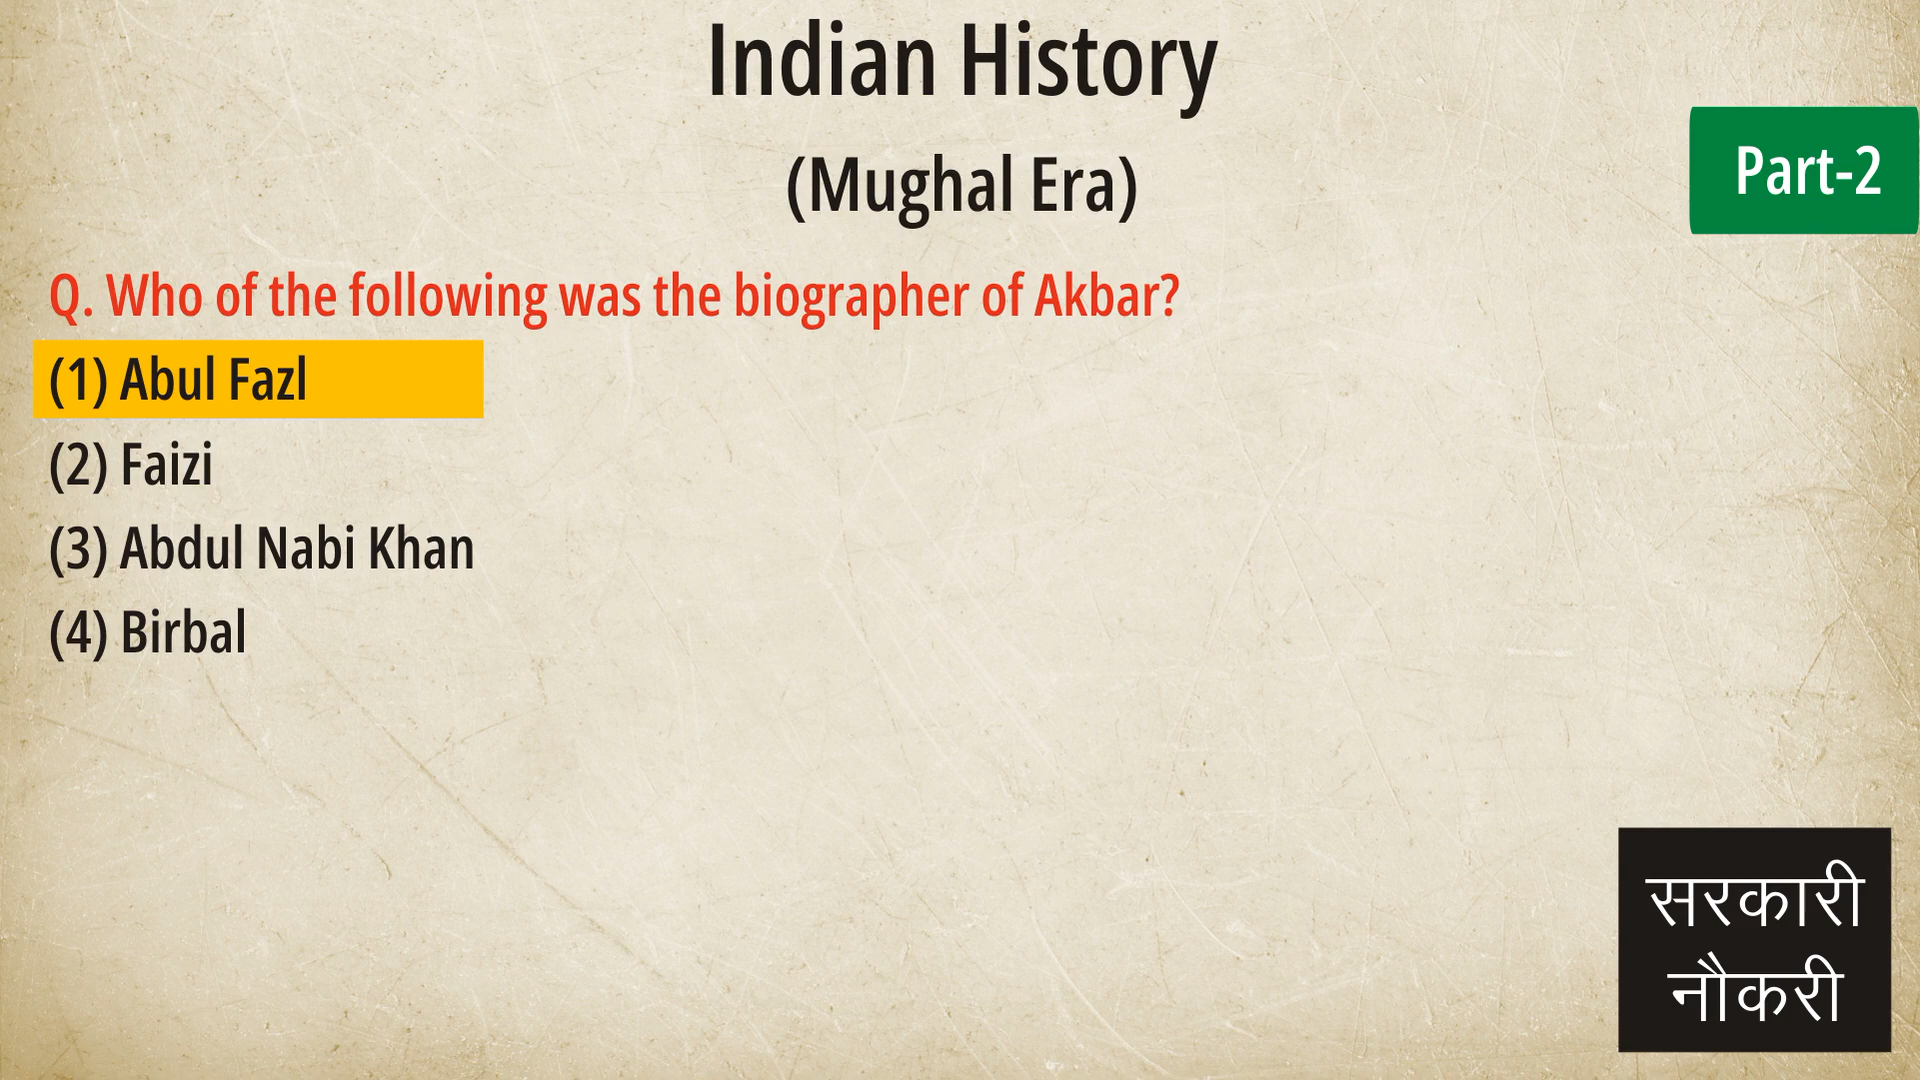 Indian History
(Mughal Era)
Part-2
Q. Who of the following was the biographer of Akbar?
(1) Abul Fazl
(2) Faizi
(3) Abdul Nabi Khan
(4) Birbal
सरकारी
नौकरी